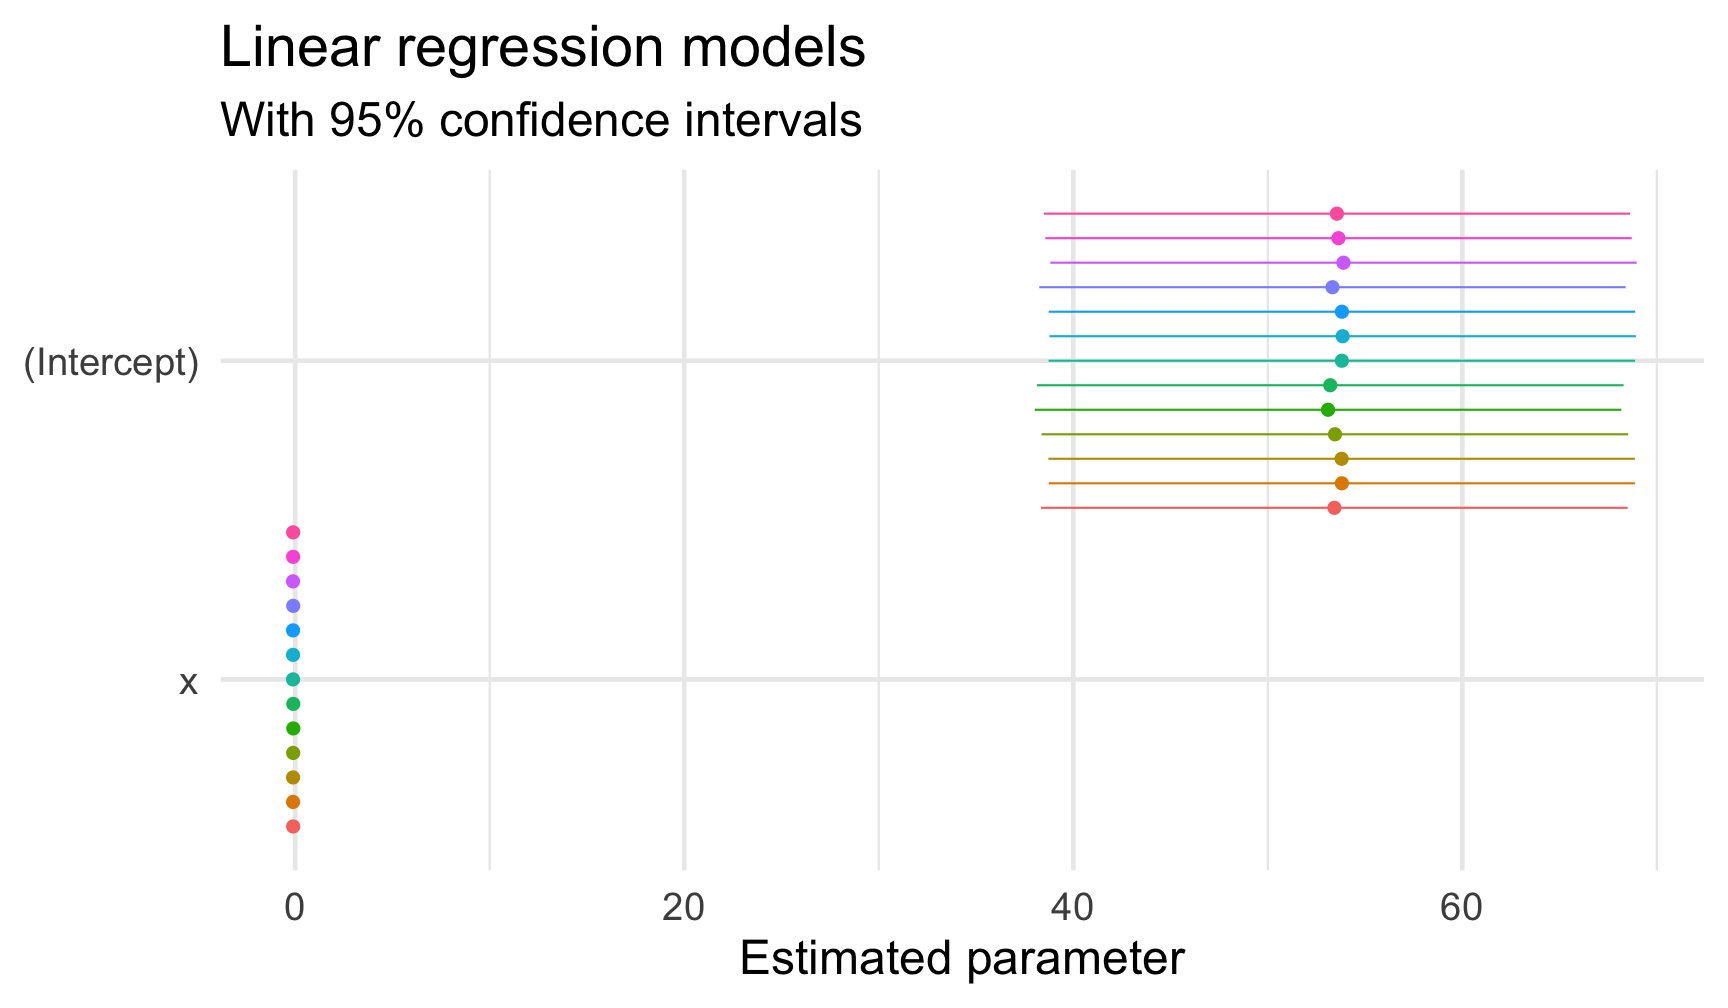 Linear regression models
With 95% confidence intervals
(Intercept)
x
0 20 40 60
Estimated parameter